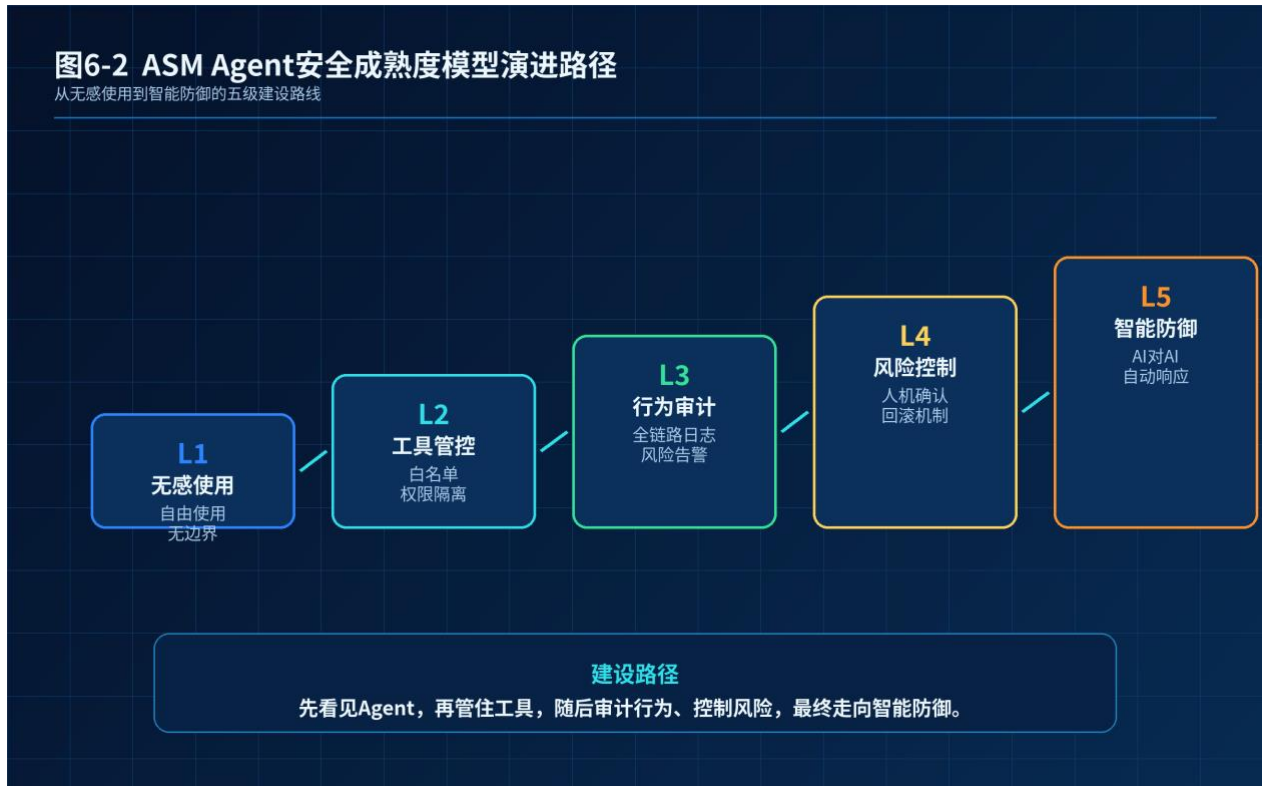 图6-2 ASM Agent安全成熟度模型演进路径
从无感使用到智能防御的五级建设路线
L1
无感使用
自由使用
无边界
L2
工具管控
白名单
权限隔离
L3
行为审计
全链路日志
风险告警
L4
风险控制
人机确认
回滚机制
L5
智能防御
AI对AI
自动响应
建设路径
先看见Agent，再管住工具，随后审计行为、控制风险，最终走向智能防御。